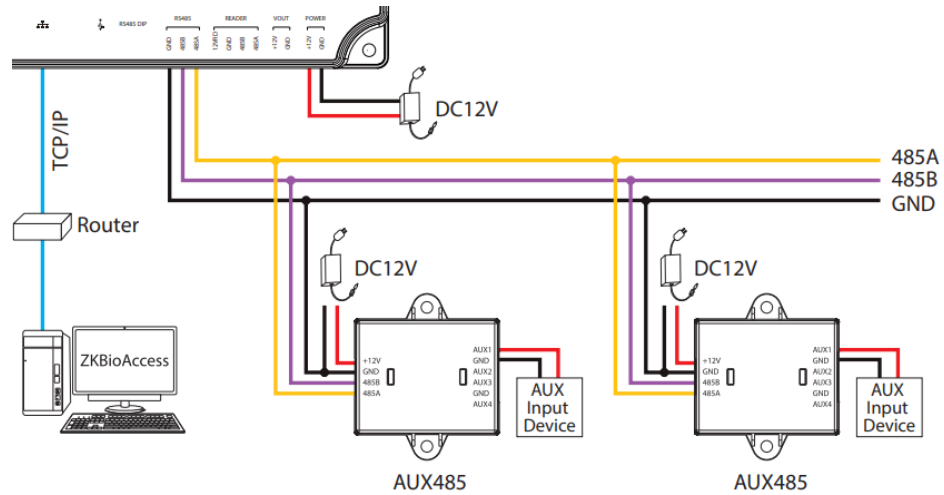 RS485 DIP
RS485 READER VOUT POWER
GND 485B 485A 12VRD GND 485B 485A +12V GND +12V GND
DC12V
TCP/IP
485A
485B
GND
Router
DC12V
DC12V
ZKBioAccess
+12V
GND
485B
485A
AUX1
GND
AUX2
AUX3
GND
AUX4
AUX
Input
Device
+12V
GND
485B
485A
AUX1
GND
AUX2
AUX3
GND
AUX4
AUX
Input
Device
AUX485
AUX485